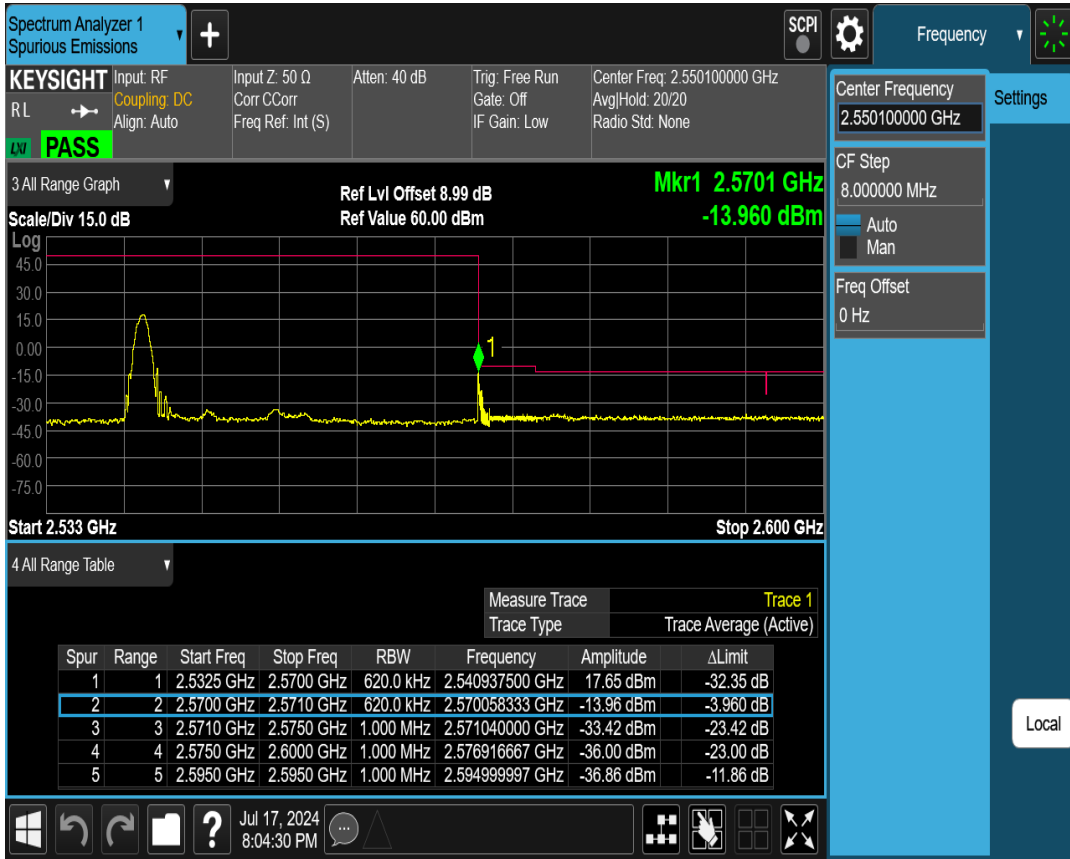 Spectrum Analyzer 1
Spurious Emissions
+
SCPI
Frequency
KEYSIGHT
RL
LXI
PASS
Input: RF
Coupling: DC
Align: Auto
Input Z: 50 Ω
Corr CCorr
Freq Ref: Int (S)
Atten: 40 dB
Trig: Free Run
Gate: Off
IF Gain: Low
Center Freq: 2.550100000 GHz
Avg|Hold: 20/20
Radio Std: None
Center Frequency
2.550100000 GHz
Settings
CF Step
8.000000 MHz
Auto
Man
Freq Offset
0 Hz
3 All Range Graph
Scale/Div 15.0 dB
Ref Lvl Offset 8.99 dB
Ref Value 60.00 dBm
Mkr1 2.5701 GHz
-13.960 dBm
Log
45.0
30.0
15.0
0.00
-15.0
-30.0
-45.0
-60.0
-75.0
1
Start 2.533 GHz
Stop 2.600 GHz
4 All Range Table
Measure Trace Trace 1
Trace Type Trace Average (Active)
Spur Range Start Freq Stop Freq RBW Frequency Amplitude ΔLimit
1 1 2.5325 GHz 2.5700 GHz 620.0 kHz 2.540937500 GHz 17.65 dBm -32.35 dB
2 2 2.5700 GHz 2.5710 GHz 620.0 kHz 2.570058333 GHz -13.96 dBm -3.960 dB
3 3 2.5710 GHz 2.5750 GHz 1.000 MHz 2.571040000 GHz -33.42 dBm -23.42 dB
4 4 2.5750 GHz 2.6000 GHz 1.000 MHz 2.576916667 GHz -36.00 dBm -23.00 dB
5 5 2.5950 GHz 2.5950 GHz 1.000 MHz 2.594999997 GHz -36.86 dBm -11.86 dB
Local
?
Jul 17, 2024
8:04:30 PM